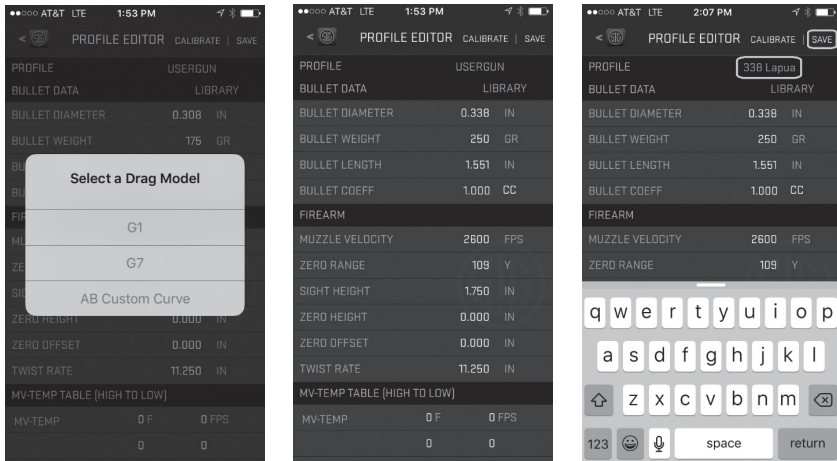 ●●○○○ AT&T LTE 1:53 PM
< SIG PROFILE EDITOR CALIBRATE | SAVE
PROFILE USERGUN
BULLET DATA LIBRARY
BULLET DIAMETER 0.308 IN
BULLET WEIGHT 175 GR
BU
BU
FIR
MU
ZE
SIG
Select a Drag Model
G1
G7
AB Custom Curve
ZERO HEIGHT 0.000 IN
ZERO OFFSET 0.000 IN
TWIST RATE 11.250 IN
MV-TEMP TABLE (HIGH TO LOW)
MV-TEMP 0 F 0 FPS
0 0
●●○○○ AT&T LTE 1:53 PM
< SIG PROFILE EDITOR CALIBRATE | SAVE
PROFILE USERGUN
BULLET DATA LIBRARY
BULLET DIAMETER 0.338 IN
BULLET WEIGHT 250 GR
BULLET LENGTH 1.551 IN
BULLET COEFF 1.000 CC
FIREARM
MUZZLE VELOCITY 2600 FPS
ZERO RANGE 109 Y
SIGHT HEIGHT 1.750 IN
ZERO HEIGHT 0.000 IN
ZERO OFFSET 0.000 IN
TWIST RATE 11.250 IN
MV-TEMP TABLE (HIGH TO LOW)
MV-TEMP 0 F 0 FPS
0 0
●●○○○ AT&T LTE 2:07 PM
< SIG PROFILE EDITOR CALIBRATE | SAVE
PROFILE 338 Lapua
BULLET DATA LIBRARY
BULLET DIAMETER 0.338 IN
BULLET WEIGHT 250 GR
BULLET LENGTH 1.551 IN
BULLET COEFF 1.000 CC
FIREARM
MUZZLE VELOCITY 2600 FPS
ZERO RANGE 109 Y
q w e r t y u i o p
a s d f g h j k l
z x c v b n m
123 space return